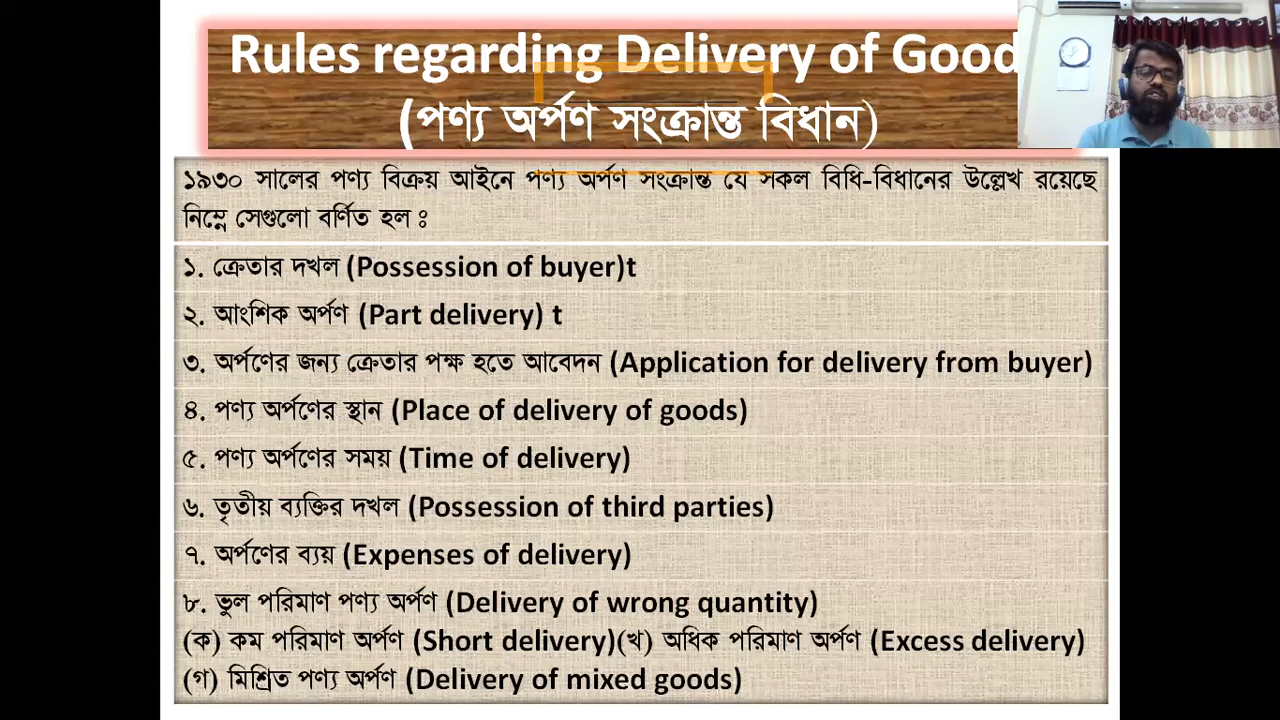 Rules regarding Delivery of Good
(পণ্য অর্পণ সংক্রান্ত বিধান)
১৯৩০ সালের পণ্য বিক্রয় আইনে পণ্য অর্পণ সংক্রান্ত যে সকল বিধি-বিধানের উল্লেখ রয়েছে
নিম্নে সেগুলো বর্ণিত হল ঃ
১. ক্রেতার দখল (Possession of buyer)t
২. আংশিক অর্পণ (Part delivery) t
৩. অর্পণের জন্য ক্রেতার পক্ষ হতে আবেদন (Application for delivery from buyer)
৪. পণ্য অর্পণের স্থান (Place of delivery of goods)
৫. পণ্য অর্পণের সময় (Time of delivery)
৬. তৃতীয় ব্যক্তির দখল (Possession of third parties)
৭. অর্পণের ব্যয় (Expenses of delivery)
৮. ভুল পরিমাণ পণ্য অর্পণ (Delivery of wrong quantity)
(ক) কম পরিমাণ অর্পণ (Short delivery)(খ) অধিক পরিমাণ অর্পণ (Excess delivery)
(গ) মিশ্রিত পণ্য অর্পণ (Delivery of mixed goods)